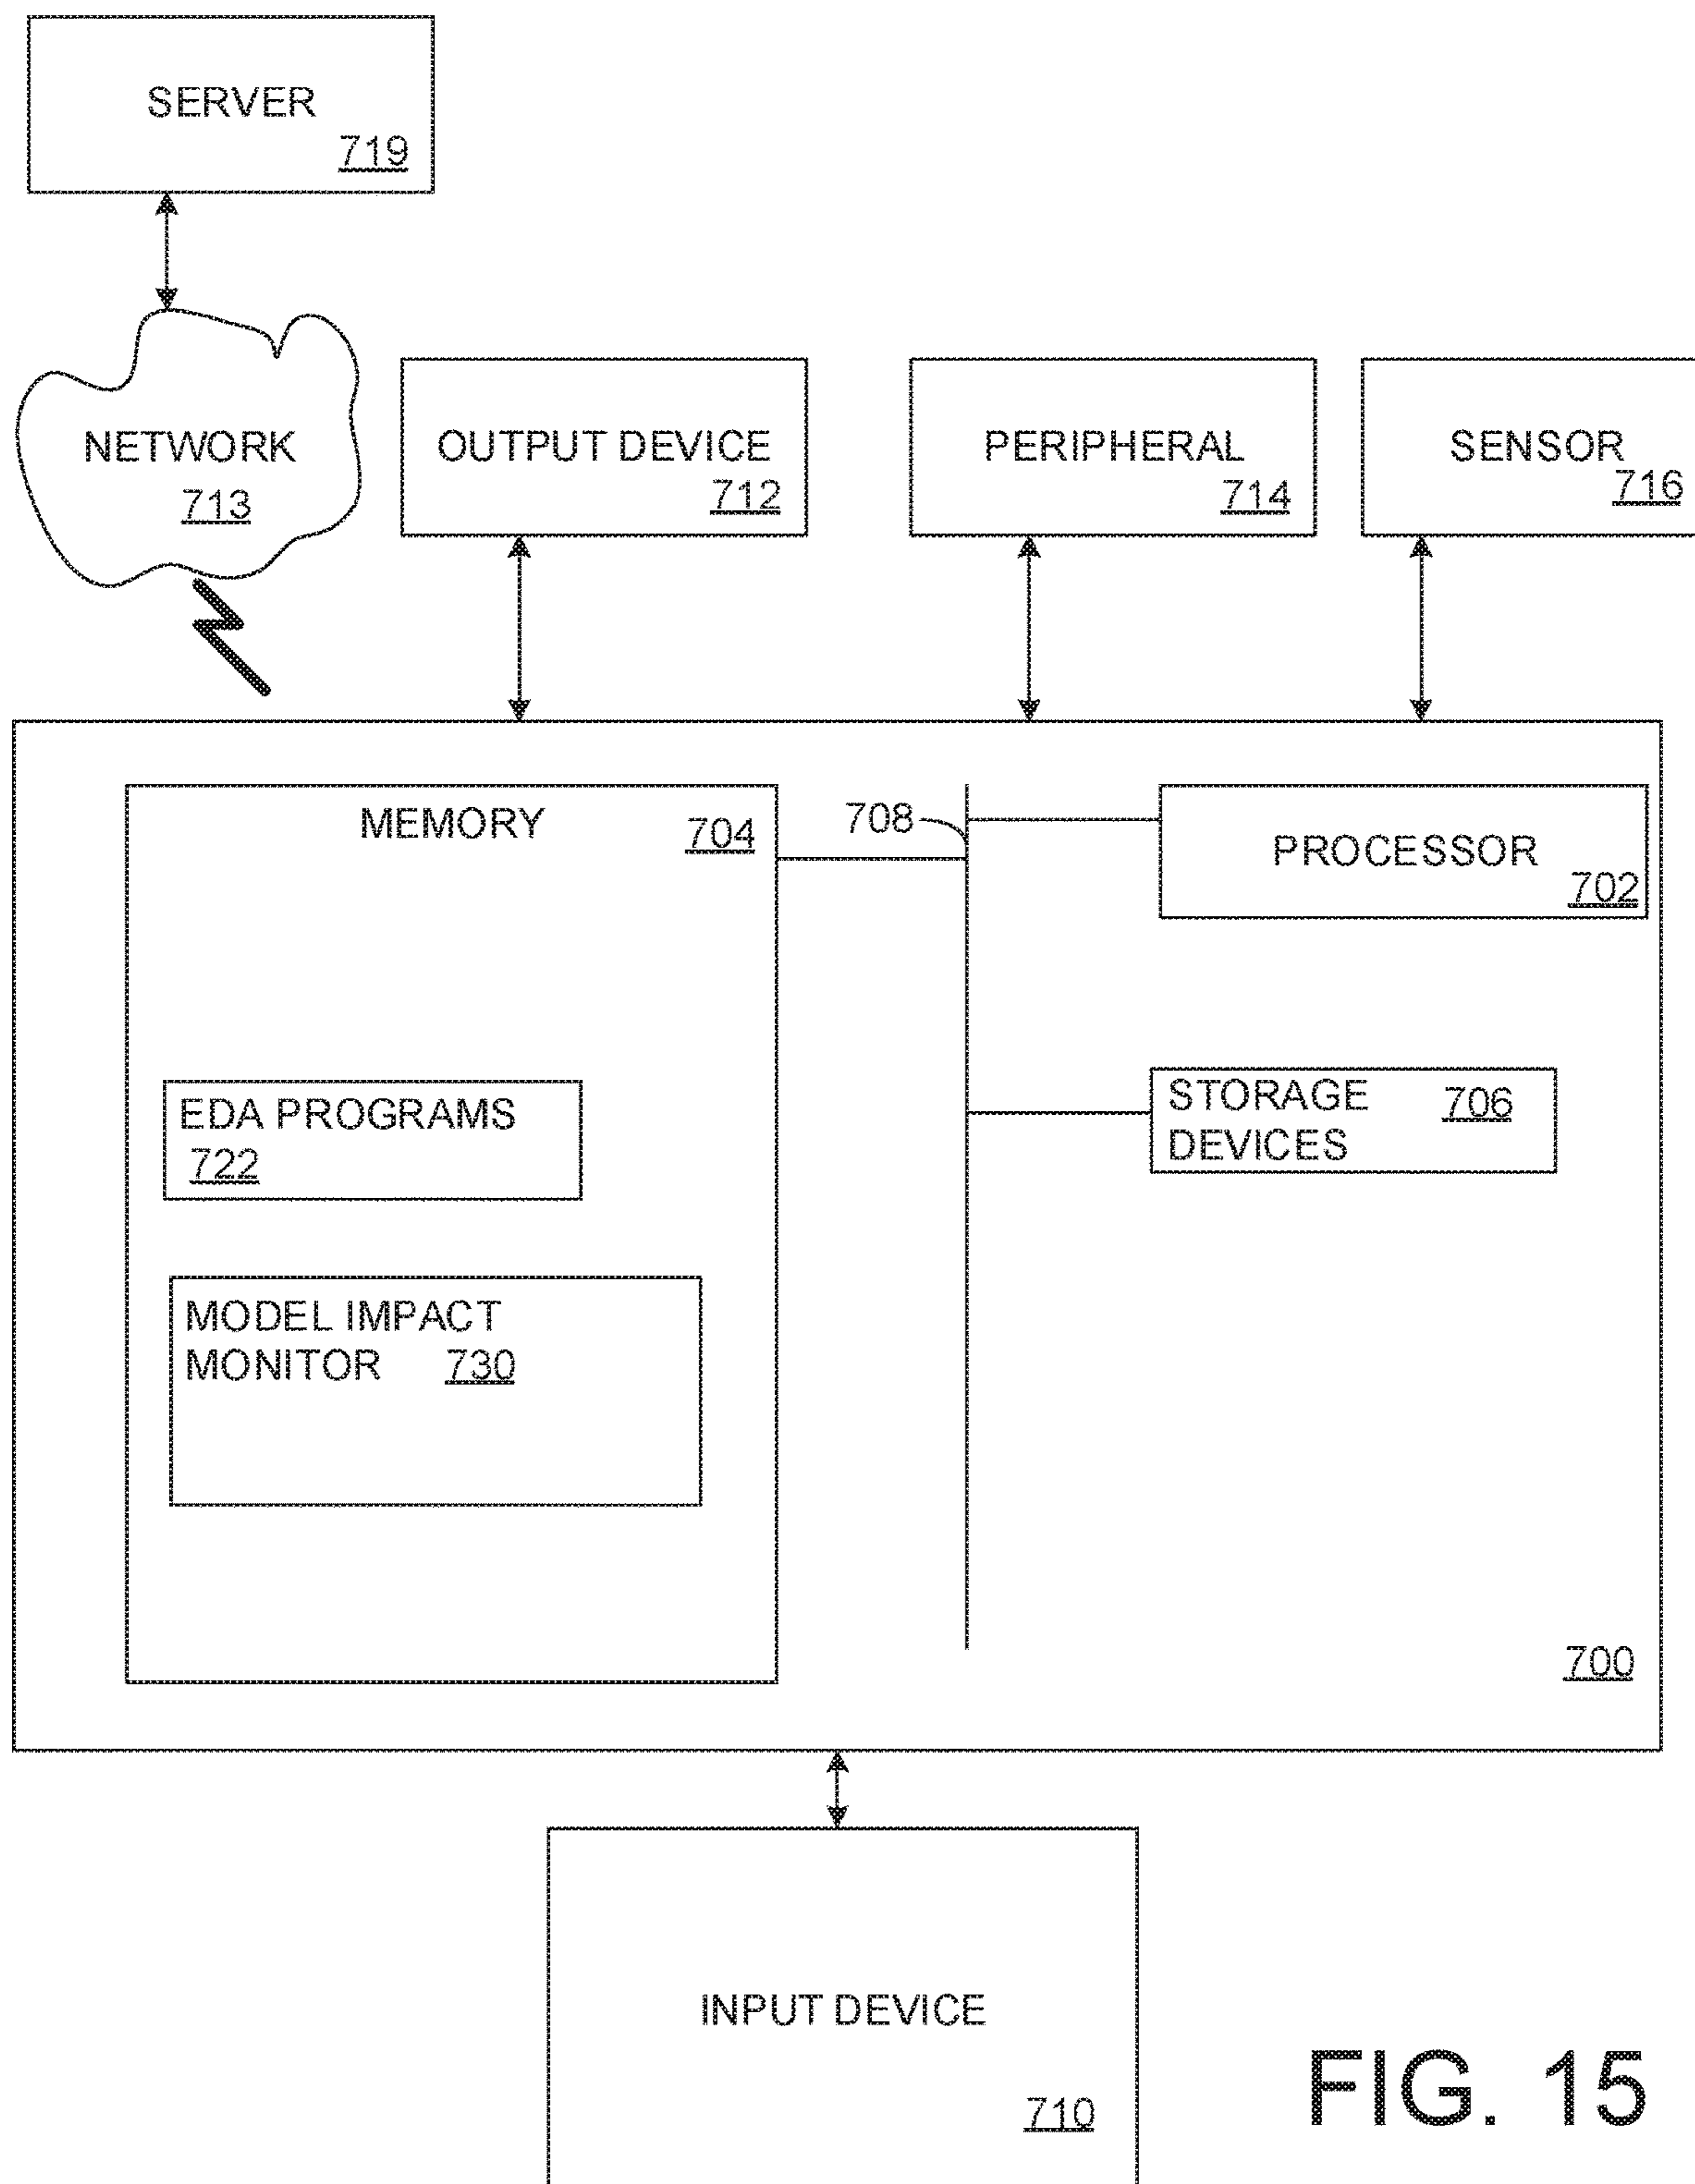 SERVER
719
NETWORK
713
OUTPUT DEVICE
712
PERIPHERAL
714
SENSOR
716
MEMORY
704
708
PROCESSOR
702
EDA PROGRAMS
722
STORAGE 706
DEVICES
MODEL IMPACT
MONITOR 730
700
INPUT DEVICE
710
FIG. 15